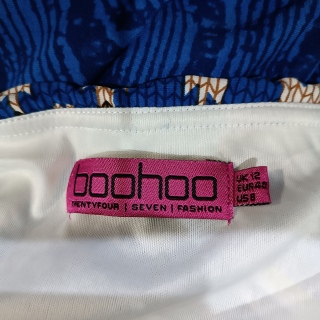 boohoo
TWENTYFOUR | SEVEN | FASHION
UK 12
EUR 40
US 8